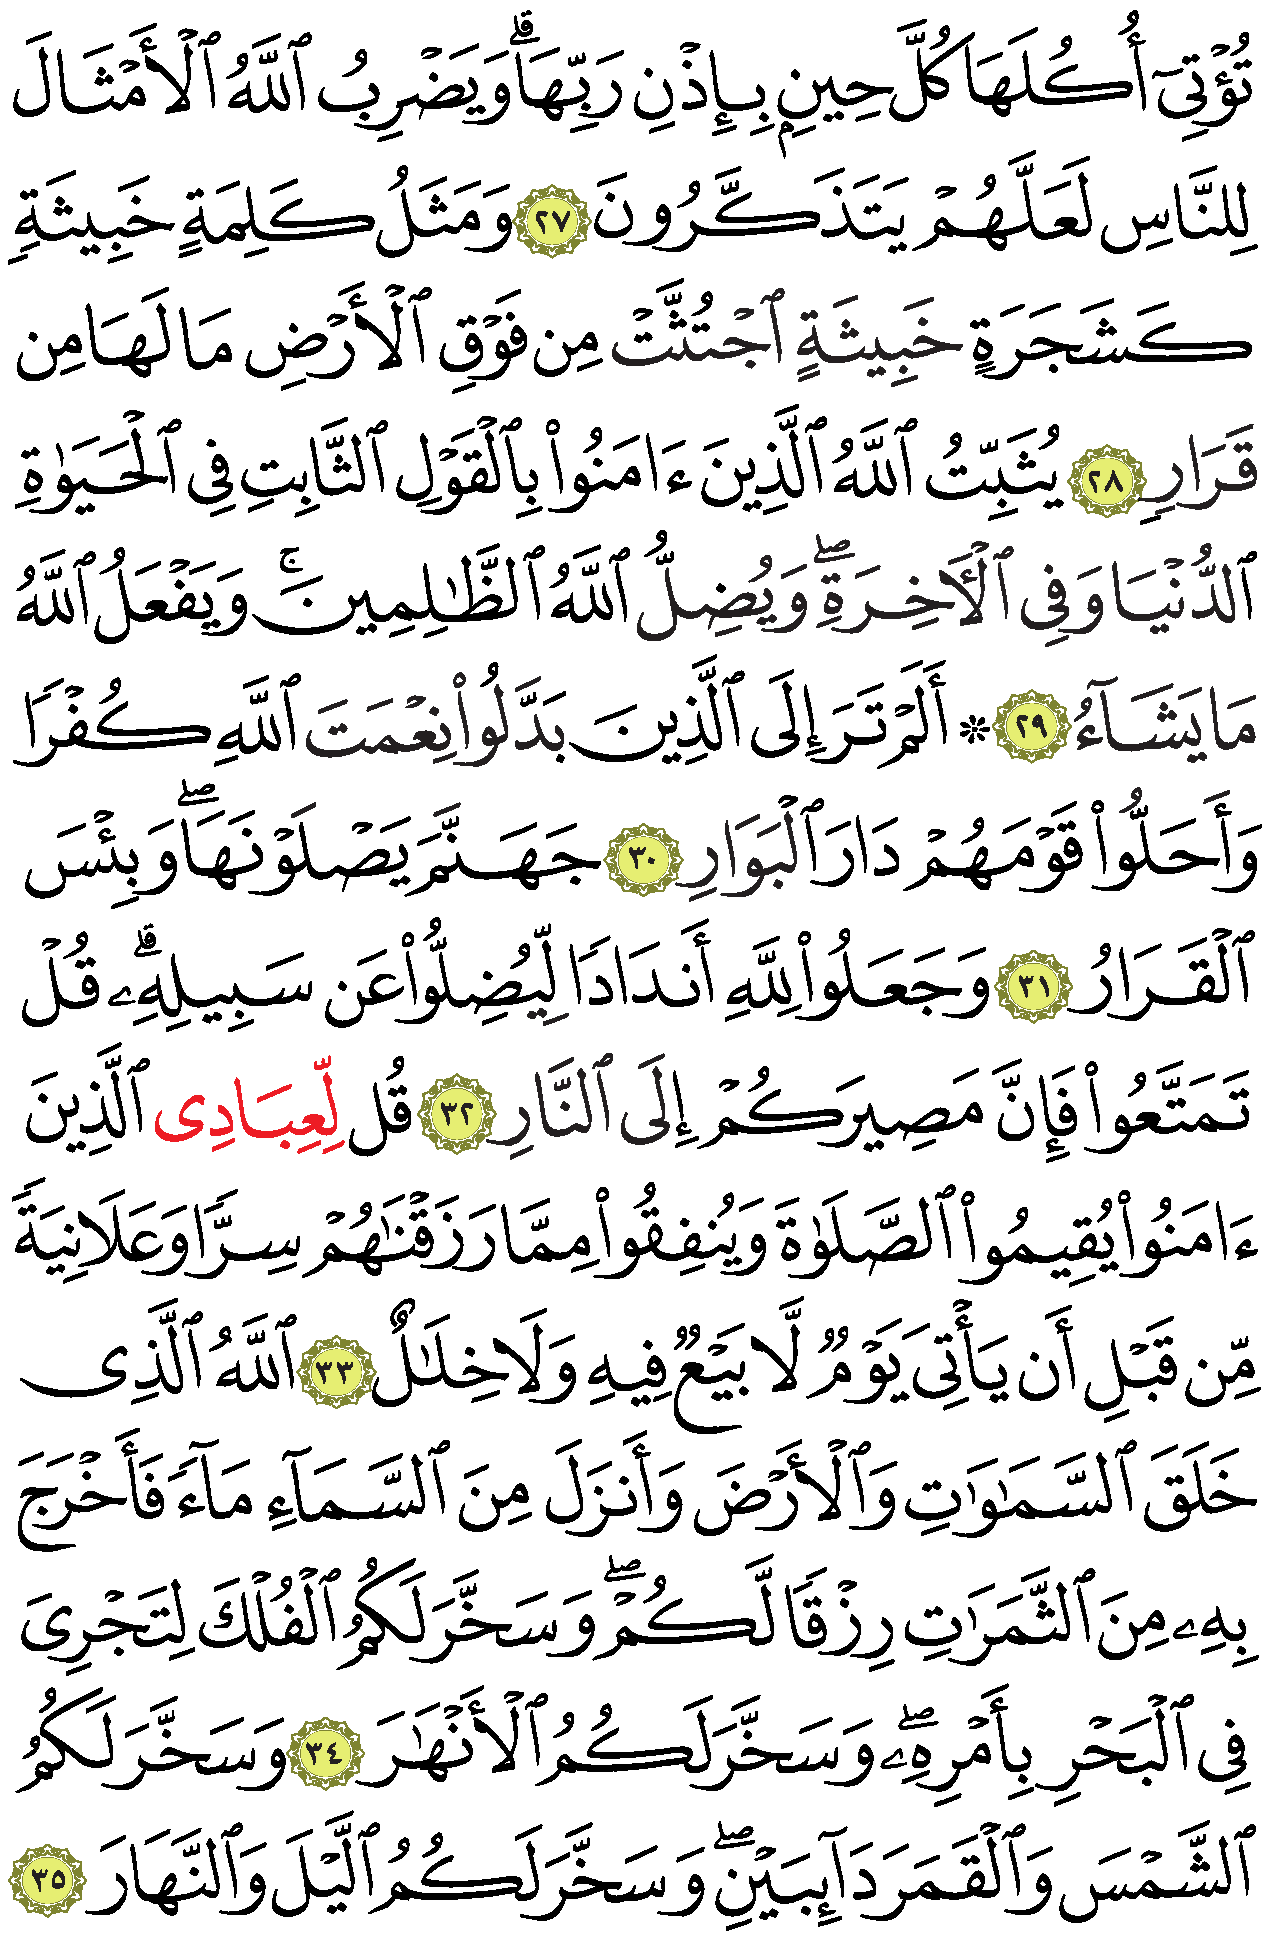 تُؤْتِىٓ أُكُلَهَا كُلَّ حِينٍۭ بِإِذْنِ رَبِّهَاۗ وَيَضْرِبُ ٱللَّهُ ٱلْأَمْثَالَ
لِلنَّاسِ لَعَلَّهُمْ يَتَذَكَّرُونَ ٢٧ وَمَثَلُ كَلِمَةٍ خَبِيثَةٍ
كَشَجَرَةٍ خَبِيثَةٍ ٱجْتُثَّتْ مِن فَوْقِ ٱلْأَرْضِ مَا لَهَا مِن
قَرَارٍ ٢٨ يُثَبِّتُ ٱللَّهُ ٱلَّذِينَ ءَامَنُوا۟ بِٱلْقَوْلِ ٱلثَّابِتِ فِى ٱلْحَيَوٰةِ
ٱلدُّنْيَا وَفِى ٱلْأَخِرَةِۖ وَيُضِلُّ ٱللَّهُ ٱلظَّٰلِمِينَۚ وَيَفْعَلُ ٱللَّهُ
مَا يَشَآءُ ٢٩ ۞ أَلَمْ تَرَ إِلَى ٱلَّذِينَ بَدَّلُوا۟ نِعْمَتَ ٱللَّهِ كُفْرًا
وَأَحَلُّوا۟ قَوْمَهُمْ دَارَ ٱلْبَوَارِ ٣٠ جَهَنَّمَ يَصْلَوْنَهَاۖ وَبِئْسَ
ٱلْقَرَارُ ٣١ وَجَعَلُوا۟ لِلَّهِ أَندَادًا لِّيُضِلُّوا۟ عَن سَبِيلِهِۦۗ قُلْ
تَمَتَّعُوا۟ فَإِنَّ مَصِيرَكُمْ إِلَى ٱلنَّارِ ٣٢ قُل لِّعِبَادِى ٱلَّذِينَ
ءَامَنُوا۟ يُقِيمُوا۟ ٱلصَّلَوٰةَ وَيُنفِقُوا۟ مِمَّا رَزَقْنَٰهُمْ سِرًّا وَعَلَانِيَةً
مِّن قَبْلِ أَن يَأْتِىَ يَوْمٌ لَّا بَيْعٌ فِيهِ وَلَا خِلَٰلٌ ٣٣ ٱللَّهُ ٱلَّذِى
خَلَقَ ٱلسَّمَٰوَٰتِ وَٱلْأَرْضَ وَأَنزَلَ مِنَ ٱلسَّمَآءِ مَآءً فَأَخْرَجَ
بِهِۦ مِنَ ٱلثَّمَرَٰتِ رِزْقًا لَّكُمْۖ وَسَخَّرَ لَكُمُ ٱلْفُلْكَ لِتَجْرِىَ
فِى ٱلْبَحْرِ بِأَمْرِهِۦۖ وَسَخَّرَ لَكُمُ ٱلْأَنْهَٰرَ ٣٤ وَسَخَّرَ لَكُمُ
ٱلشَّمْسَ وَٱلْقَمَرَ دَآئِبَيْنِۖ وَسَخَّرَ لَكُمُ ٱلَّيْلَ وَٱلنَّهَارَ ٣٥